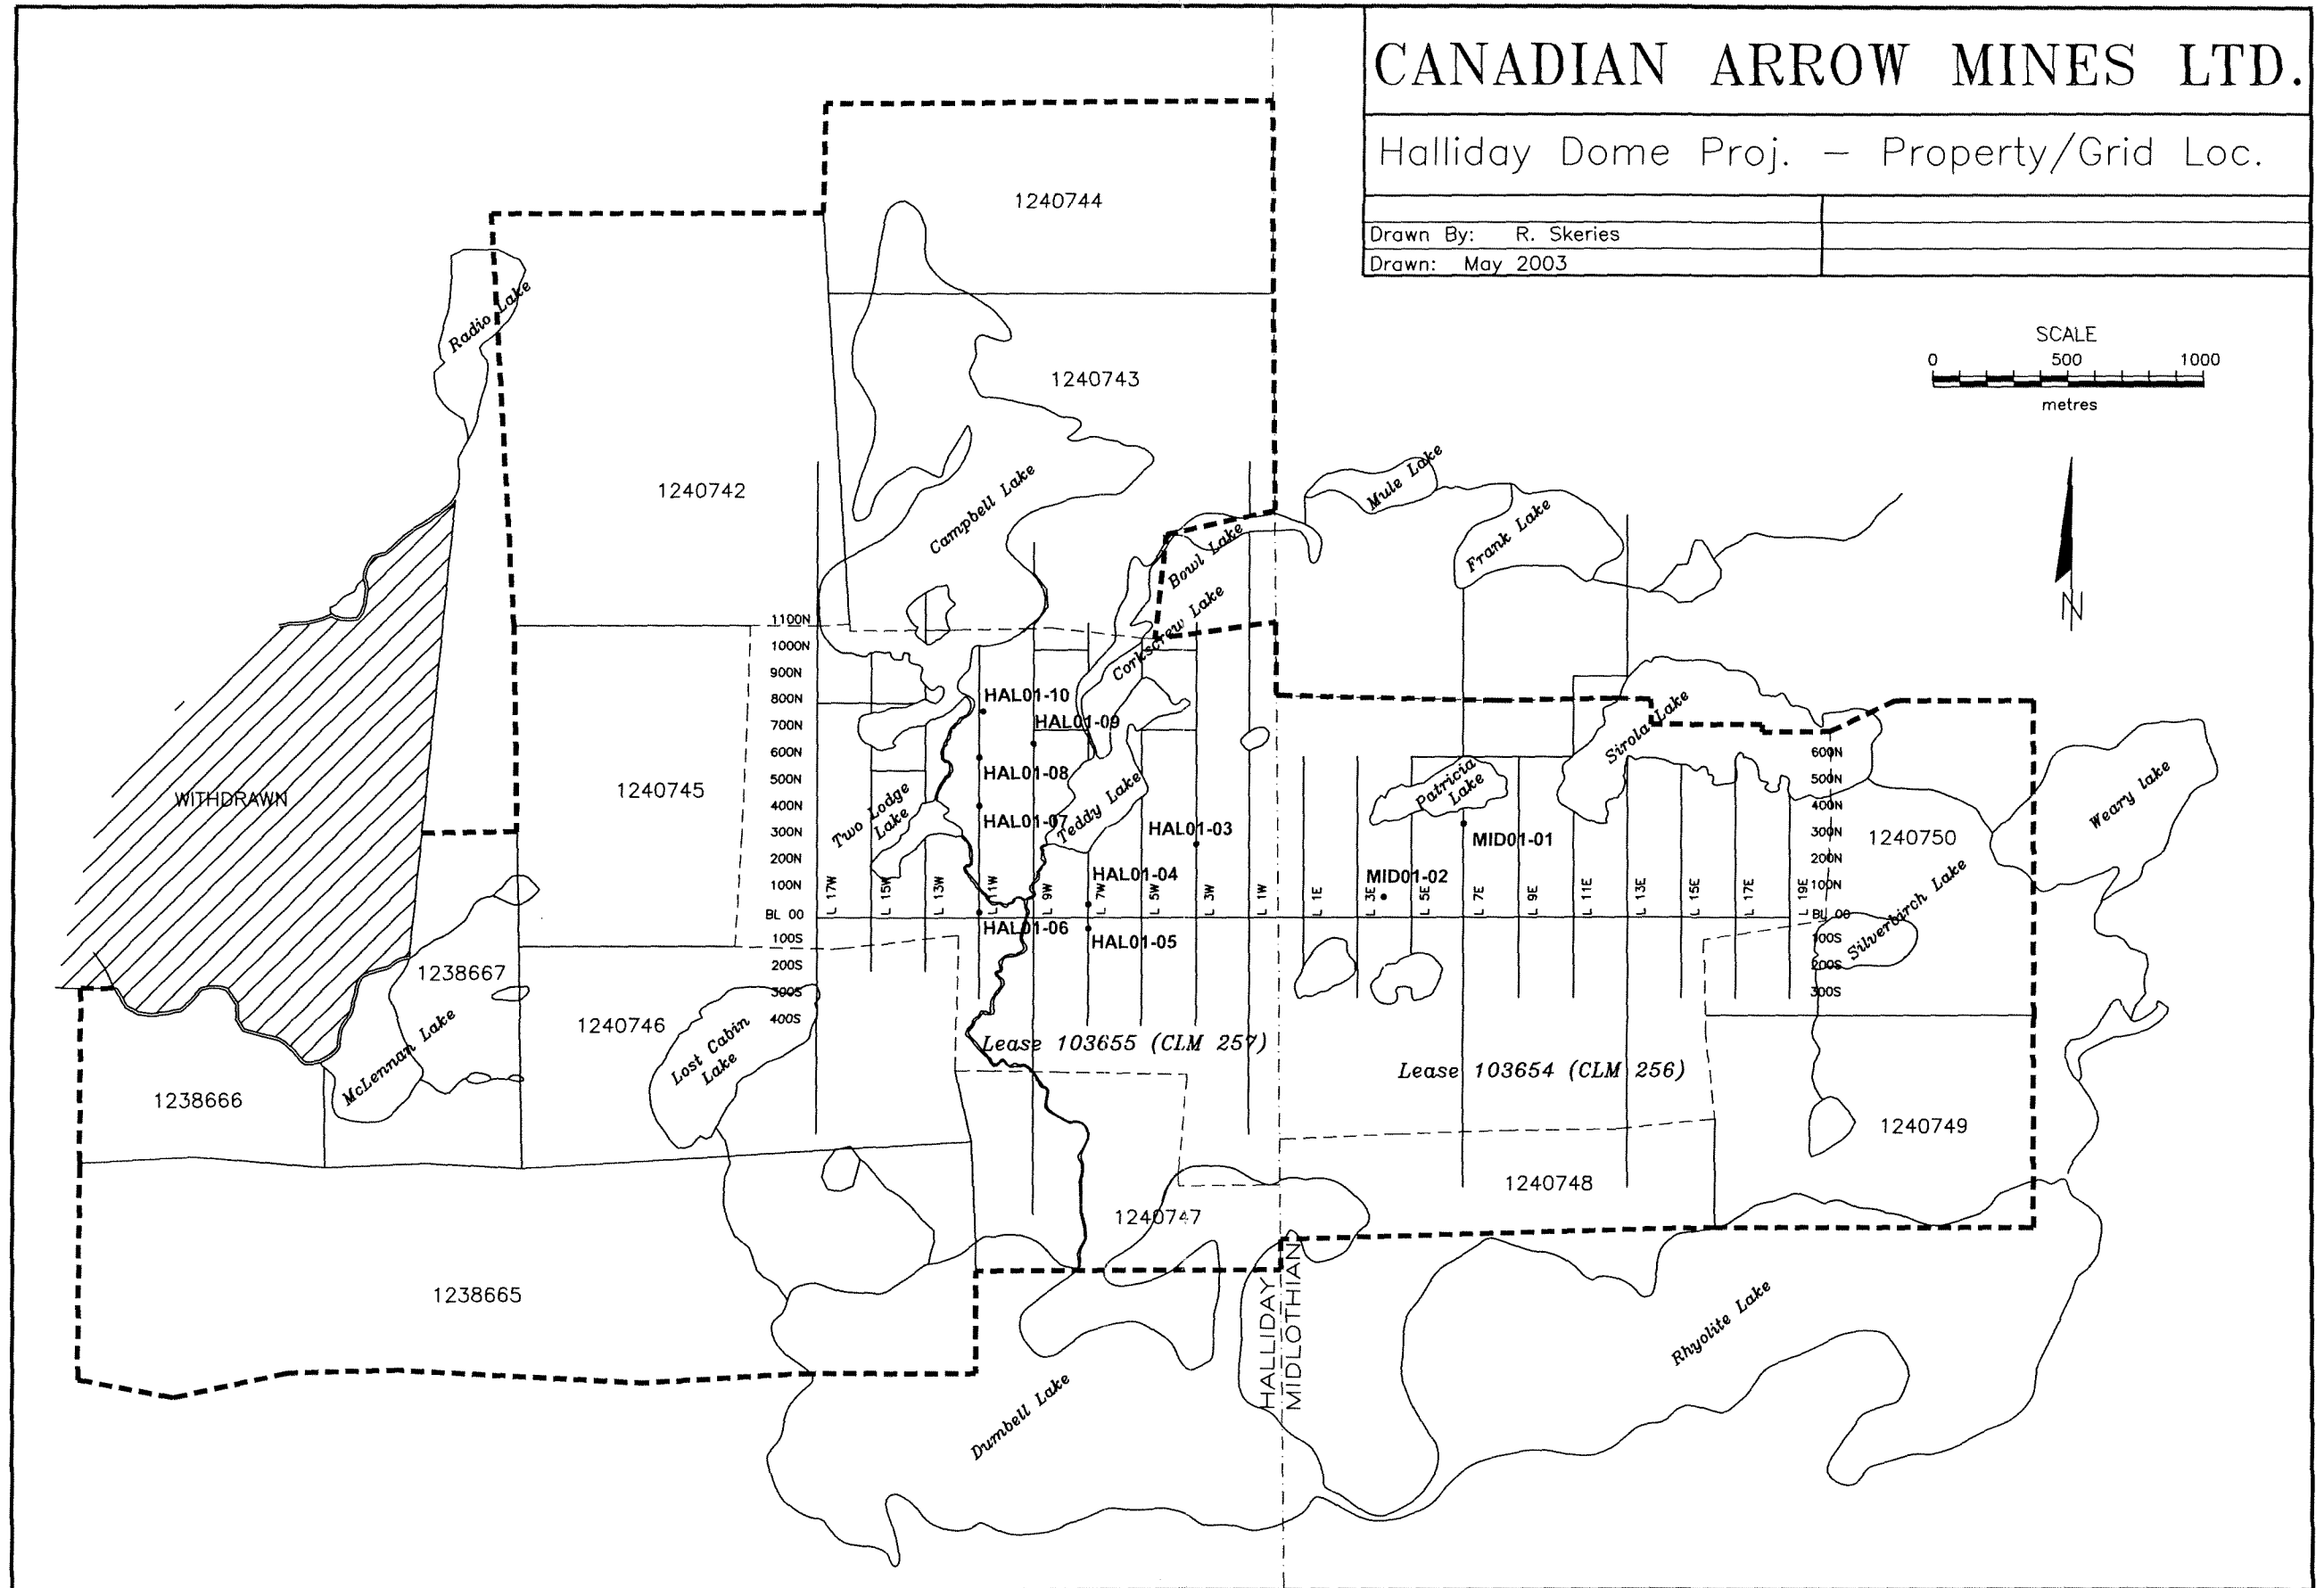 CANADIAN ARROW MINES LTD.
Halliday Dome Proj. – Property/Grid Loc.
Drawn By: R. Skeries
Drawn: May 2003
SCALE
0 500 1000
metres
N
1240744
Radio Lake
1240743
1240742
Campbell Lake
Mule Lake
Frank Lake
Bowl Lake
Corkscrew Lake
1100N
1000N
900N
800N
700N
600N
500N
400N
300N
200N
100N
BL 00
100S
200S
300S
400S
HAL01-10
HAL01-09
HAL01-08
HAL01-07
HAL01-03
HAL01-04
HAL01-06
HAL01-05
MID01-01
MID01-02
Sirola Lake
Patricia
Lake
Teddy Lake
Two Lodge
Lake
WITHDRAWN
1240745
Weary lake
1240750
Silverbirch Lake
600N
500N
400N
300N
200N
100N
BL 00
100S
200S
300S
L 17W
L 15W
L 13W
L 11W
L 9W
L 7W
L 5W
L 3W
L 1W
L 1E
L 3E
L 5E
L 7E
L 9E
L 11E
L 13E
L 15E
L 17E
L 19E
1238667
McLennan Lake
1240746
Lost Cabin
Lake
Lease 103655 (CLM 257)
Lease 103654 (CLM 256)
1238666
1240749
1240748
1240747
1238665
HALLIDAY
MIDLOTHIAN
Dumbell Lake
Rhyolite Lake